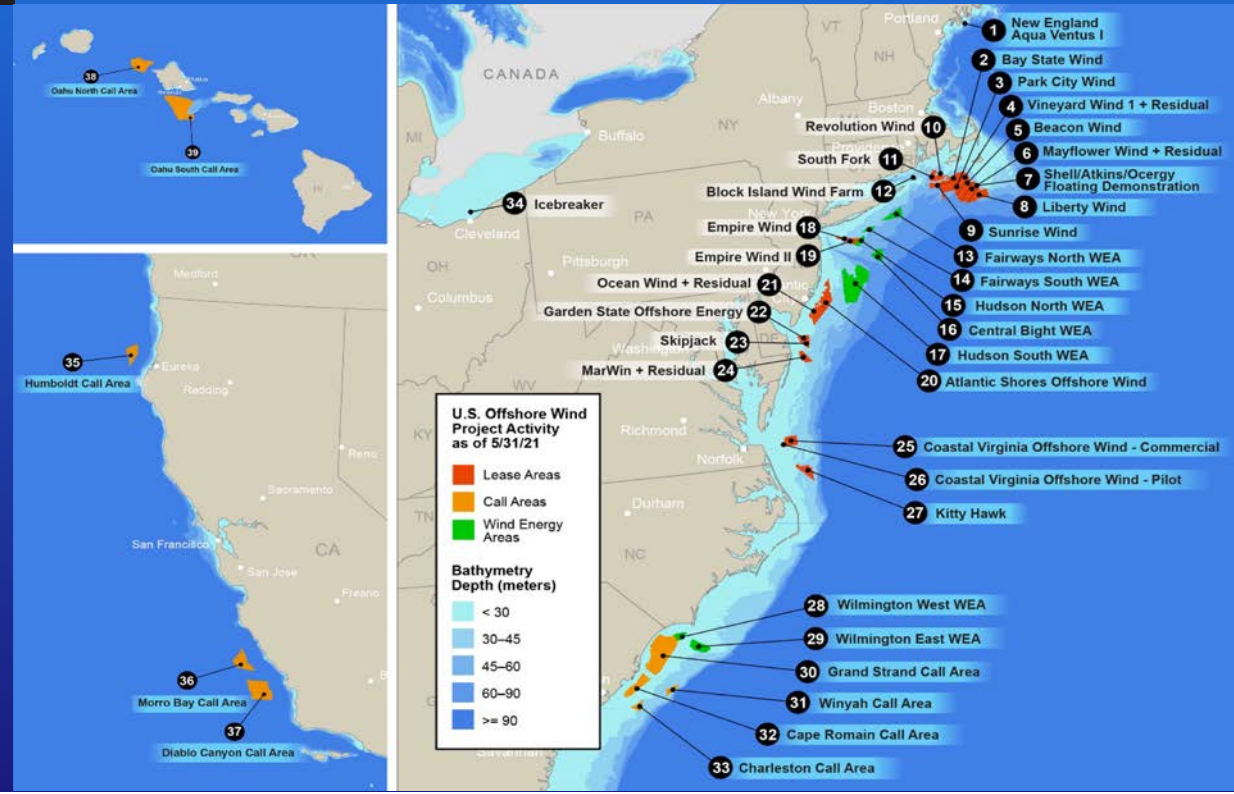 38
Oahu North Call Area
39
Oahu South Call Area
HI
Medford
35
Humboldt Call Area
Eureka
Redding
Reno
Sacramento
San Francisco
CA
San Jose
Fresno
36
Morro Bay Call Area
37
Diablo Canyon Call Area
CANADA
MI
Buffalo
34 Icebreaker
Cleveland
OH
Pittsburgh
Columbus
PA
NY
Albany
VT
NH
Portland
Boston
MA
Providence
New York
WV
KY
Washington
DE
Richmond
Norfolk
TN
Durham
NC
Savannah
1 New England
Aqua Ventus I
2 Bay State Wind
3 Park City Wind
4 Vineyard Wind 1 + Residual
5 Beacon Wind
6 Mayflower Wind + Residual
7 Shell/Atkins/Ocergy
Floating Demonstration
8 Liberty Wind
9 Sunrise Wind
Revolution Wind 10
South Fork 11
Block Island Wind Farm 12
13 Fairways North WEA
14 Fairways South WEA
15 Hudson North WEA
16 Central Bight WEA
17 Hudson South WEA
Empire Wind 18
Empire Wind II 19
20 Atlantic Shores Offshore Wind
Ocean Wind + Residual 21
Atlantic
City
Garden State Offshore Energy 22
Skipjack 23
MarWin + Residual 24
25 Coastal Virginia Offshore Wind - Commercial
26 Coastal Virginia Offshore Wind - Pilot
27 Kitty Hawk
28 Wilmington West WEA
29 Wilmington East WEA
30 Grand Strand Call Area
31 Winyah Call Area
32 Cape Romain Call Area
33 Charleston Call Area
U.S. Offshore Wind
Project Activity
as of 5/31/21
Lease Areas
Call Areas
Wind Energy
Areas
Bathymetry
Depth (meters)
< 30
30–45
45–60
60–90
>= 90